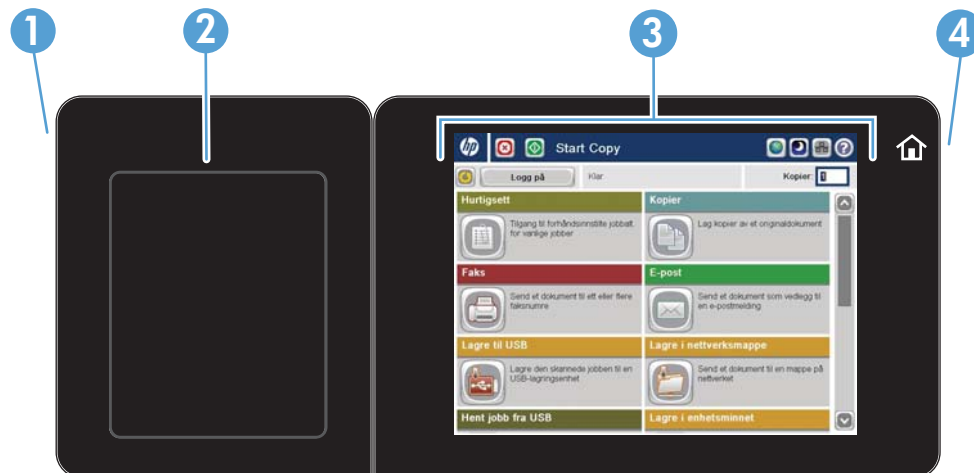 1
2
3
4
hp
Start Copy
?
Logg på
Klar
Kopier:
1
Hurtigsett
Tilgang til forhåndsinnstilte jobbalt. for vanlige jobber
Kopier
Lag kopier av et originaldokument
Faks
Send et dokument til ett eller flere faksnumre
E-post
Send et dokument som vedlegg til en e-postmelding
Lagre til USB
Lagre den skannede jobben til en USB-lagringsenhet
Lagre i nettverksmappe
Send et dokument til en mappe på nettverket
Hent jobb fra USB
Lagre i enhetsminnet